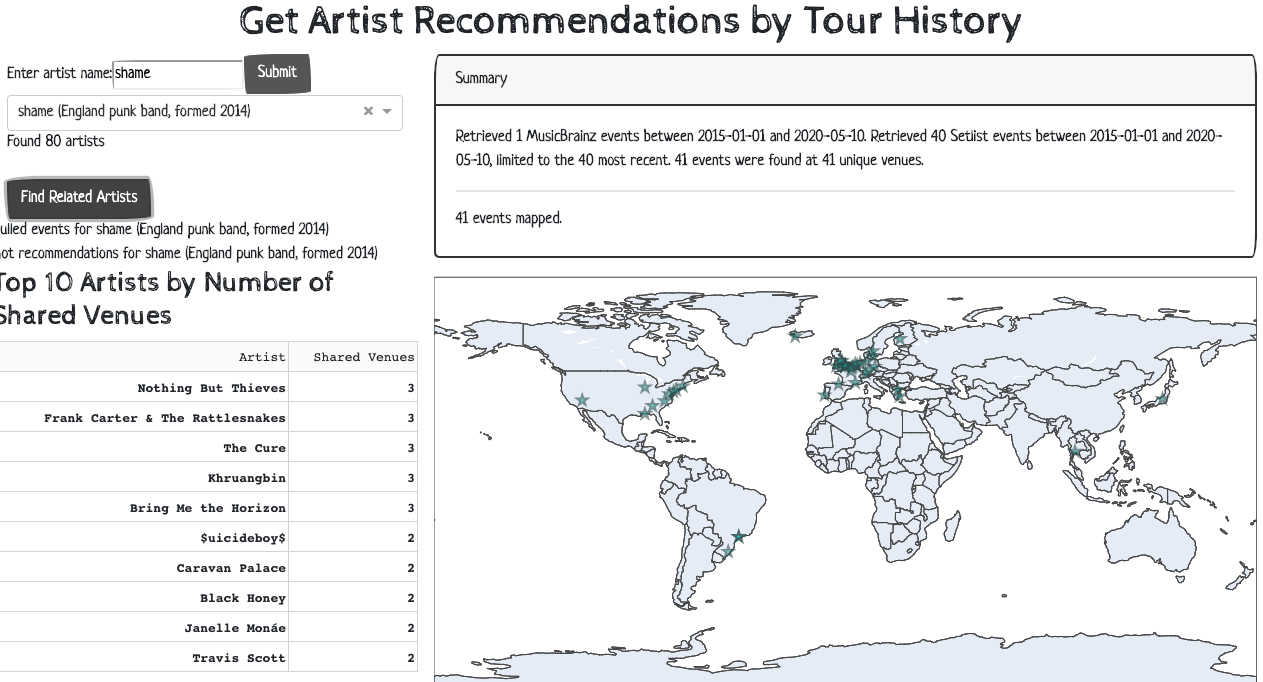 Get Artist Recommendations by Tour History
Enter artist name: shame Submit
shame (England punk band, formed 2014) ×
Found 80 artists
Find Related Artists
ulled events for shame (England punk band, formed 2014)
ot recommendations for shame (England punk band, formed 2014)
Top 10 Artists by Number of
Shared Venues
Artist Shared Venues
Nothing But Thieves 3
Frank Carter & The Rattlesnakes 3
The Cure 3
Khruangbin 3
Bring Me the Horizon 3
$uicideboy$ 2
Caravan Palace 2
Black Honey 2
Janelle Monáe 2
Travis Scott 2
Summary
Retrieved 1 MusicBrainz events between 2015-01-01 and 2020-05-10. Retrieved 40 Setlist events between 2015-01-01 and 2020-
05-10, limited to the 40 most recent. 41 events were found at 41 unique venues.
41 events mapped.